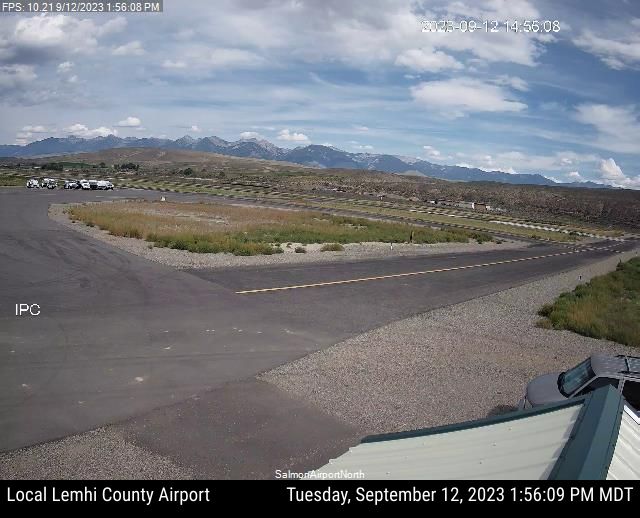 FPS: 10.21 9/12/2023 1:56:08 PM
2023-09-12 14:55:08
IPC
SalmonAirportNorth
Local Lemhi County Airport Tuesday, September 12, 2023 1:56:09 PM MDT